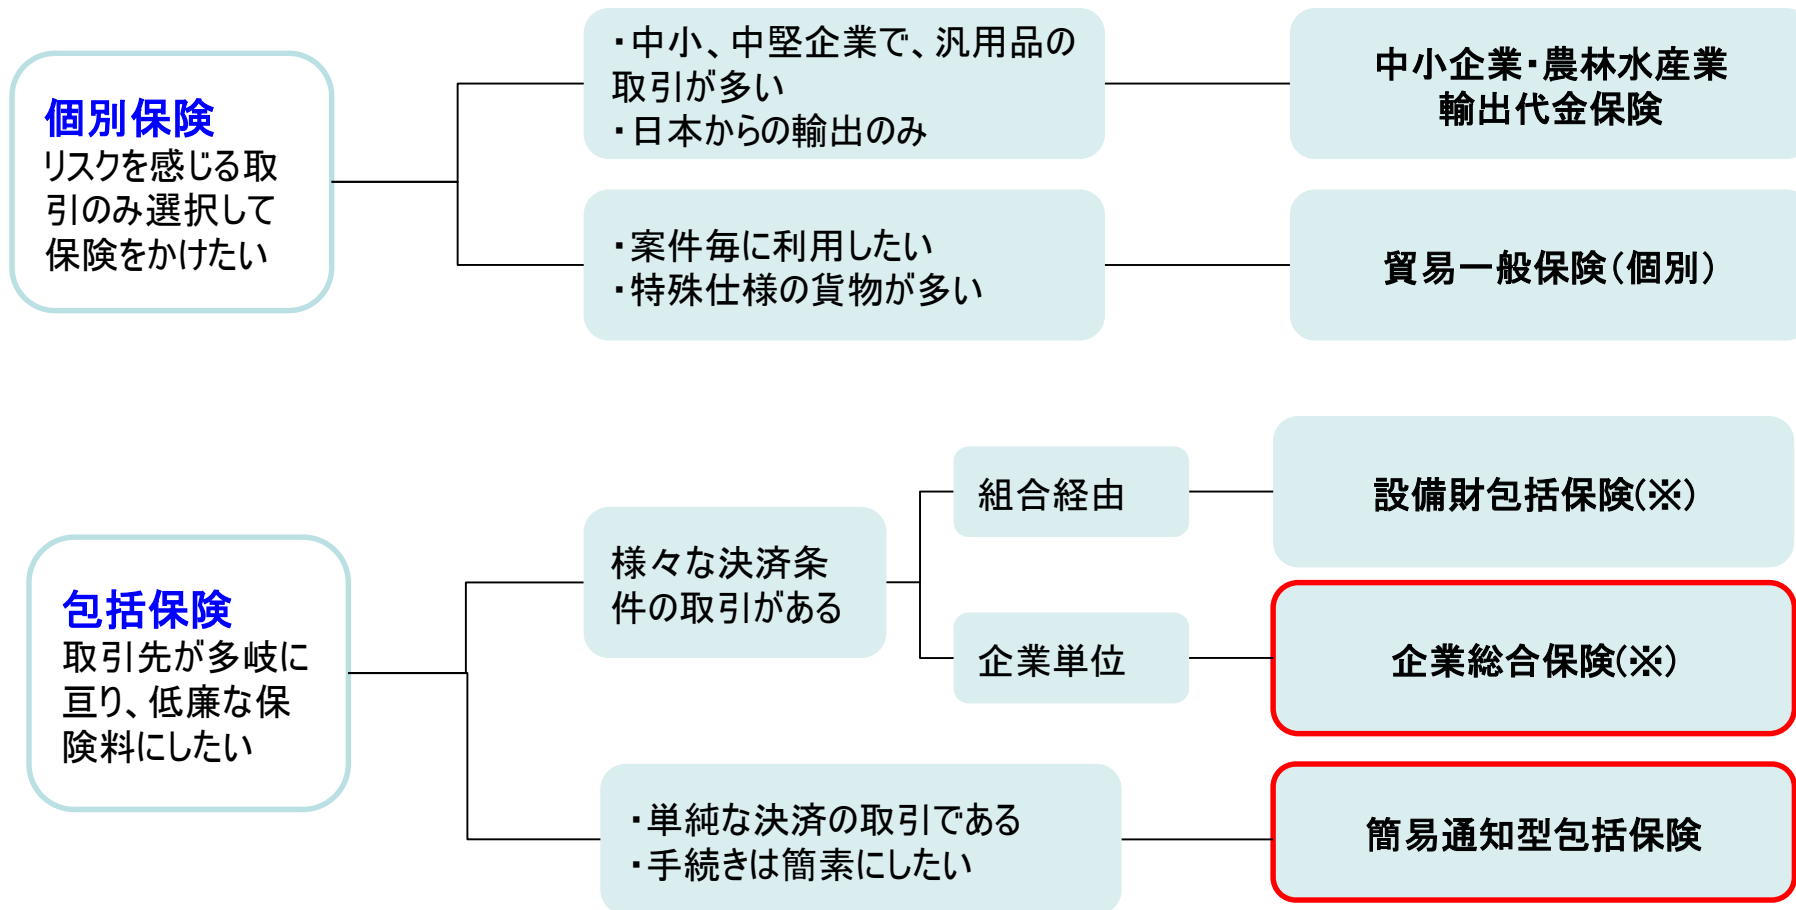 個別保険
リスクを感じる取
引のみ選択して
保険をかけたい
・中小、中堅企業で、汎用品の
取引が多い
・日本からの輸出のみ
中小企業・農林水産業
輸出代金保険
・案件毎に利用したい
・特殊仕様の貨物が多い
貿易一般保険（個別）
包括保険
取引先が多岐に
亘り、低廉な保
険料にしたい
様々な決済条
件の取引がある
組合経由
設備財包括保険(※)
企業単位
企業総合保険(※)
・単純な決済の取引である
・手続きは簡素にしたい
簡易通知型包括保険